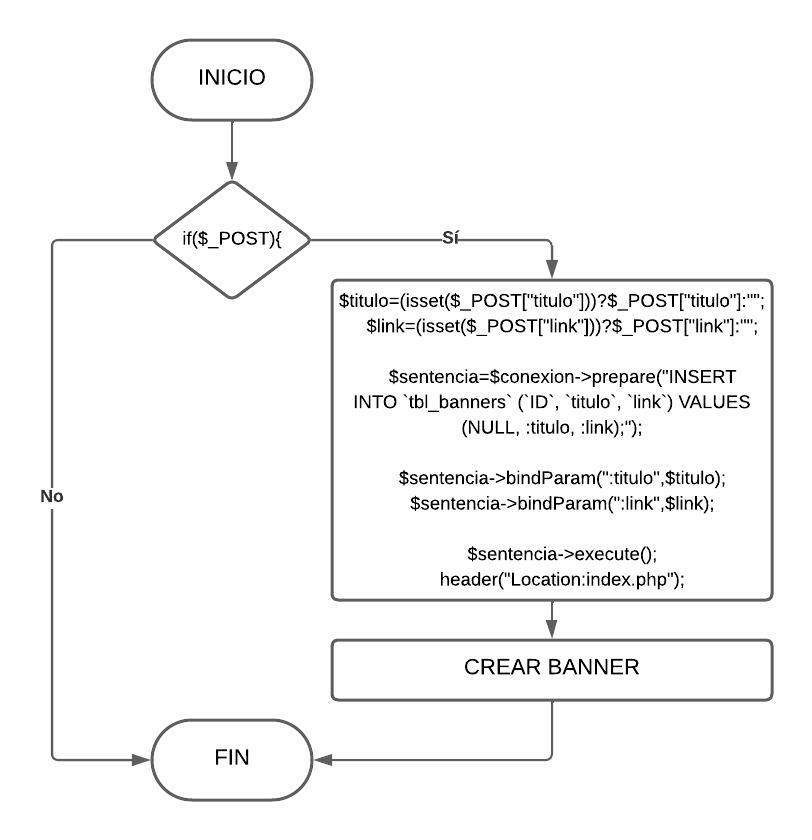 INICIO
if($_POST){
Sí
$titulo=(isset($_POST["titulo"]))?$_POST["titulo"]:"";
$link=(isset($_POST["link"]))?$_POST["link"]:"";
$sentencia=$conexion->prepare("INSERT
INTO `tbl_banners` (`ID`, `titulo`, `link`) VALUES
(NULL, :titulo, :link);");
$sentencia->bindParam(":titulo",$titulo);
$sentencia->bindParam(":link",$link);
$sentencia->execute();
header("Location:index.php");
No
CREAR BANNER
FIN